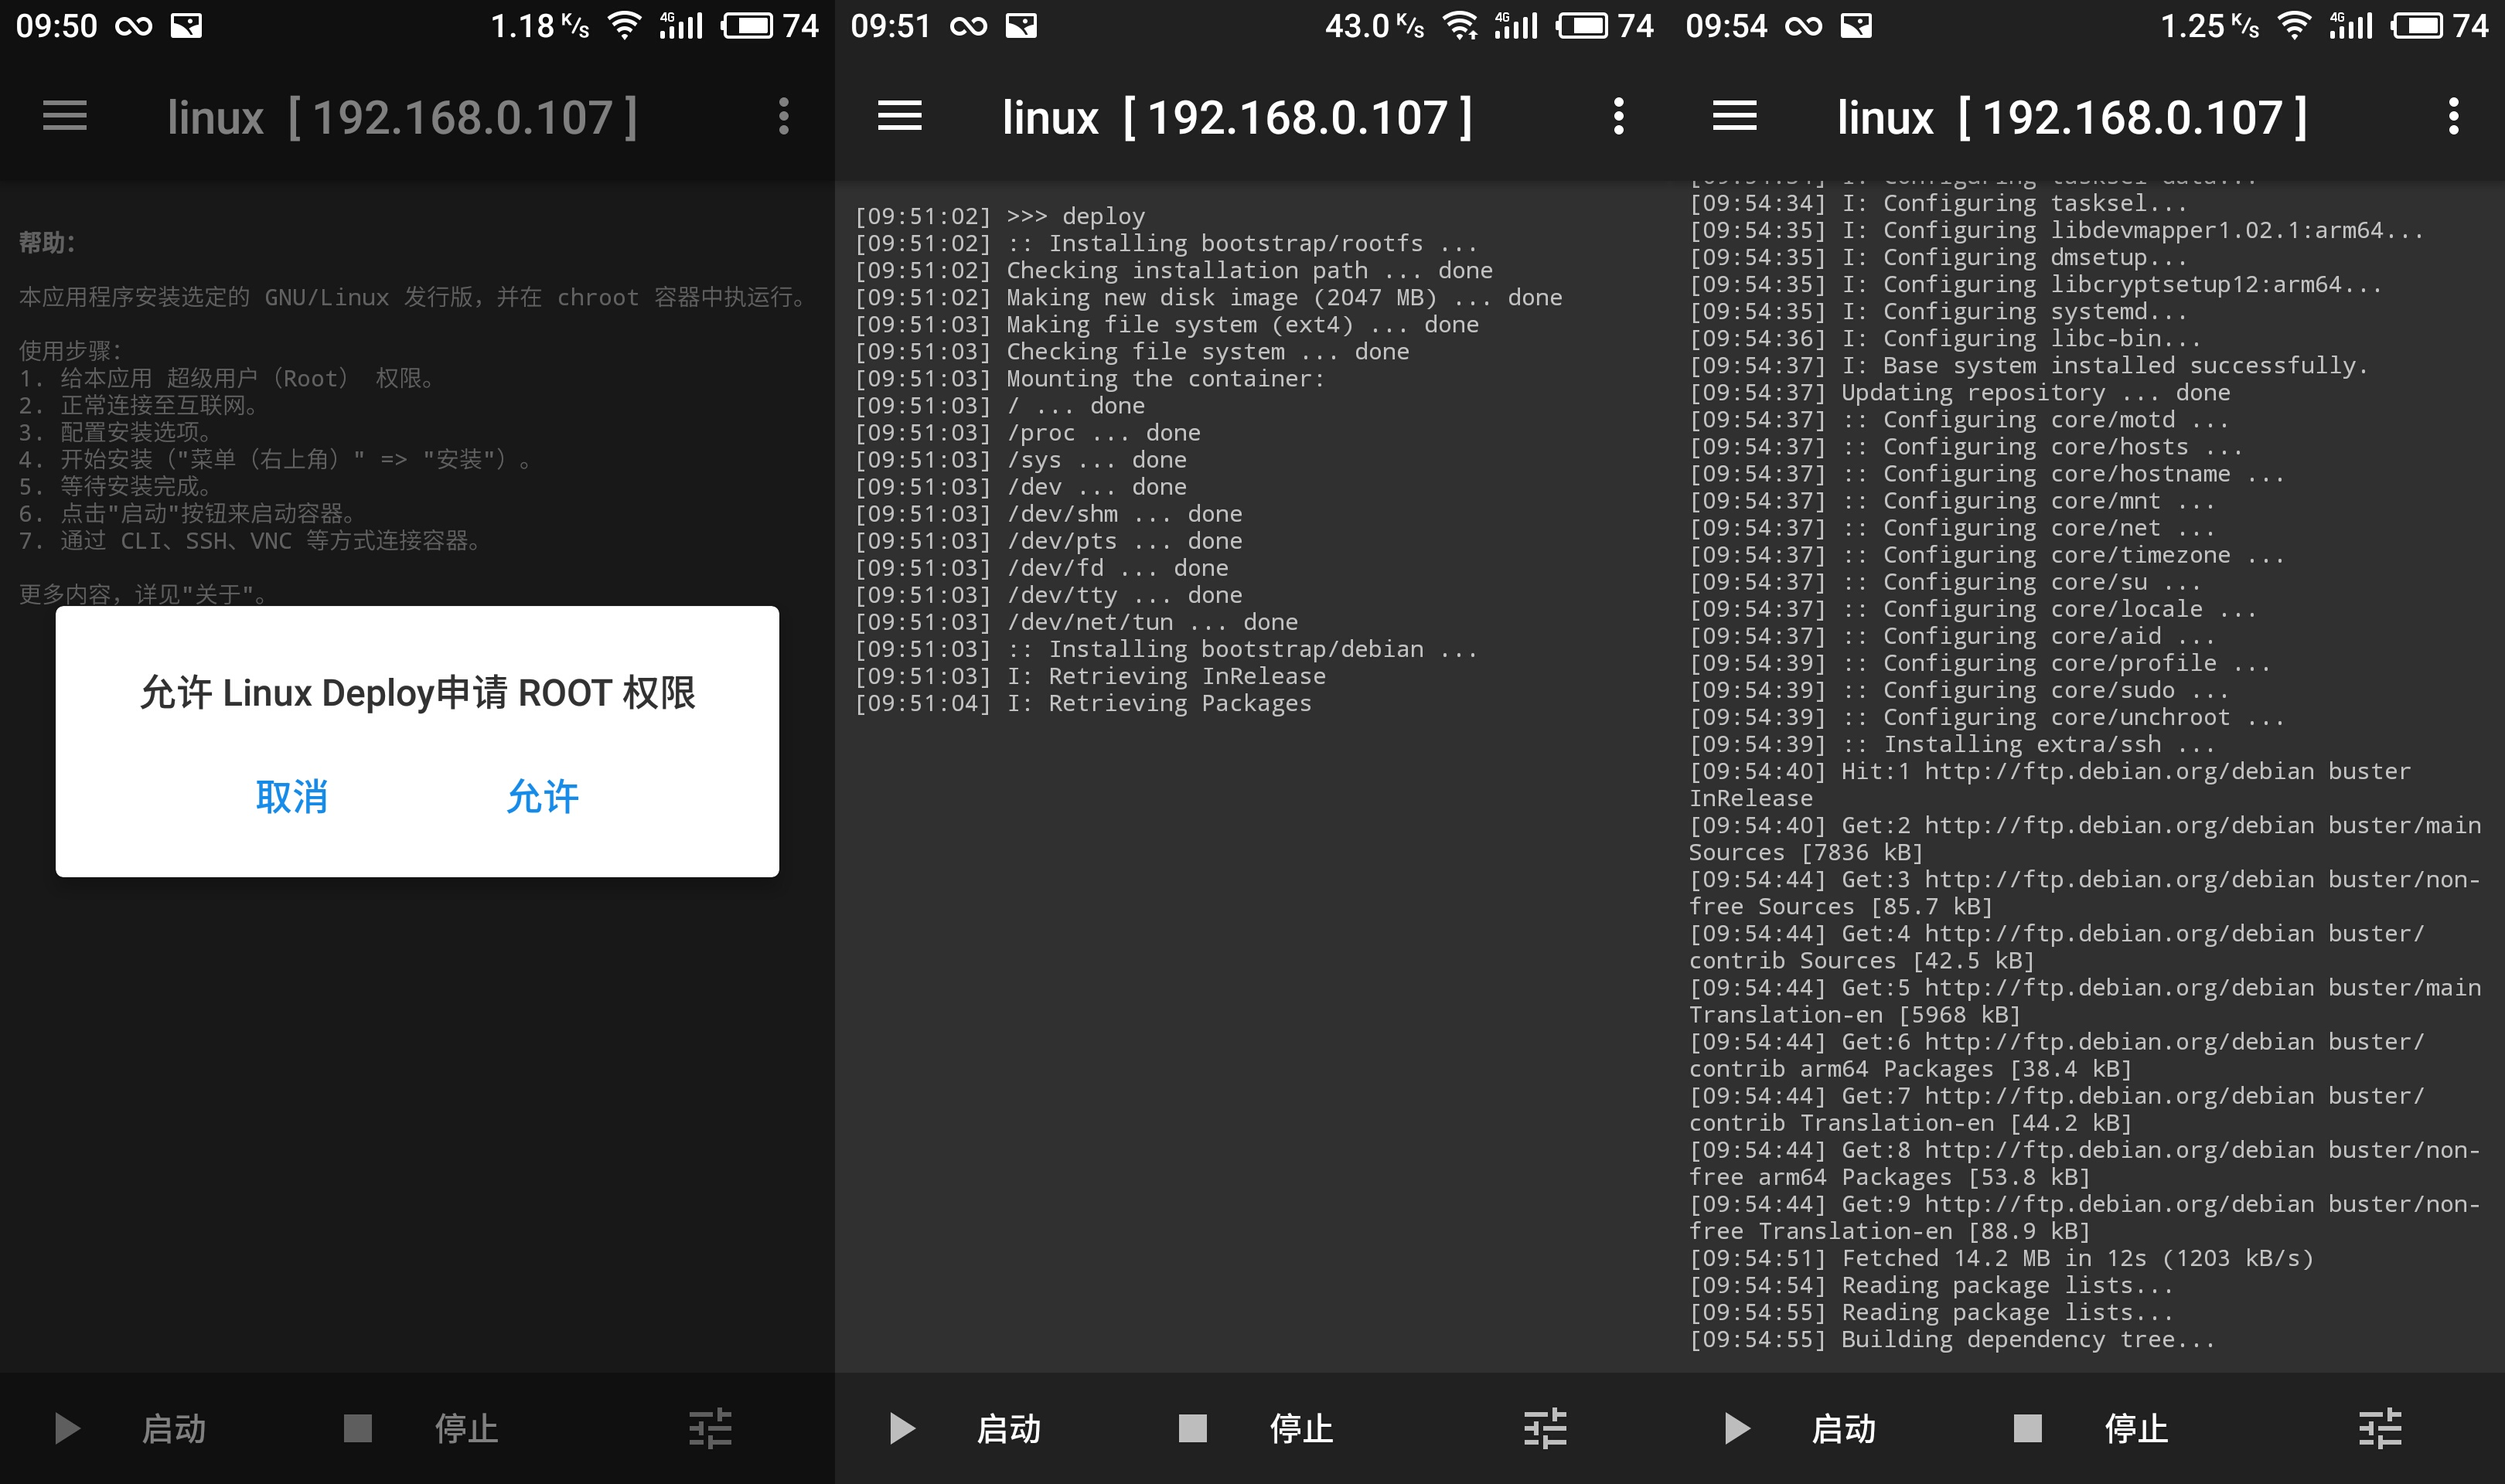 09:50 1.18 K/s 4G 74
linux [ 192.168.0.107 ]
帮助:
本应用程序安装选定的 GNU/Linux 发行版，并在 chroot 容器中执运行。
使用步骤:
1. 给本应用 超级用户（Root） 权限。
2. 正常连接至互联网。
3. 配置安装选项。
4. 开始安装（"菜单（右上角）" => "安装"）。
5. 等待安装完成。
6. 点击"启动"按钮来启动容器。
7. 通过 CLI、SSH、VNC 等方式连接容器。
更多内容，详见"关于"。
允许 Linux Deploy申请 ROOT 权限
取消 允许
启动 停止
09:51 43.0 K/s 4G 74
linux [ 192.168.0.107 ]
[09:51:02] >>> deploy
[09:51:02] :: Installing bootstrap/rootfs ...
[09:51:02] Checking installation path ... done
[09:51:02] Making new disk image (2047 MB) ... done
[09:51:03] Making file system (ext4) ... done
[09:51:03] Checking file system ... done
[09:51:03] Mounting the container:
[09:51:03] / ... done
[09:51:03] /proc ... done
[09:51:03] /sys ... done
[09:51:03] /dev ... done
[09:51:03] /dev/shm ... done
[09:51:03] /dev/pts ... done
[09:51:03] /dev/fd ... done
[09:51:03] /dev/tty ... done
[09:51:03] /dev/net/tun ... done
[09:51:03] :: Installing bootstrap/debian ...
[09:51:03] I: Retrieving InRelease
[09:51:04] I: Retrieving Packages
启动 停止
09:54 1.25 K/s 4G 74
linux [ 192.168.0.107 ]
[09:54:34] I: Configuring tasksel...
[09:54:35] I: Configuring libdevmapper1.02.1:arm64...
[09:54:35] I: Configuring dmsetup...
[09:54:35] I: Configuring libcryptsetup12:arm64...
[09:54:35] I: Configuring systemd...
[09:54:36] I: Configuring libc-bin...
[09:54:37] I: Base system installed successfully.
[09:54:37] Updating repository ... done
[09:54:37] :: Configuring core/motd ...
[09:54:37] :: Configuring core/hosts ...
[09:54:37] :: Configuring core/hostname ...
[09:54:37] :: Configuring core/mnt ...
[09:54:37] :: Configuring core/net ...
[09:54:37] :: Configuring core/timezone ...
[09:54:37] :: Configuring core/su ...
[09:54:37] :: Configuring core/locale ...
[09:54:37] :: Configuring core/aid ...
[09:54:39] :: Configuring core/profile ...
[09:54:39] :: Configuring core/sudo ...
[09:54:39] :: Configuring core/unchroot ...
[09:54:39] :: Installing extra/ssh ...
[09:54:40] Hit:1 http://ftp.debian.org/debian buster
InRelease
[09:54:40] Get:2 http://ftp.debian.org/debian buster/main
Sources [7836 kB]
[09:54:44] Get:3 http://ftp.debian.org/debian buster/non-
free Sources [85.7 kB]
[09:54:44] Get:4 http://ftp.debian.org/debian buster/
contrib Sources [42.5 kB]
[09:54:44] Get:5 http://ftp.debian.org/debian buster/main
Translation-en [5968 kB]
[09:54:44] Get:6 http://ftp.debian.org/debian buster/
contrib arm64 Packages [38.4 kB]
[09:54:44] Get:7 http://ftp.debian.org/debian buster/
contrib Translation-en [44.2 kB]
[09:54:44] Get:8 http://ftp.debian.org/debian buster/non-
free arm64 Packages [53.8 kB]
[09:54:44] Get:9 http://ftp.debian.org/debian buster/non-
free Translation-en [88.9 kB]
[09:54:51] Fetched 14.2 MB in 12s (1203 kB/s)
[09:54:54] Reading package lists...
[09:54:55] Reading package lists...
[09:54:55] Building dependency tree...
启动 停止